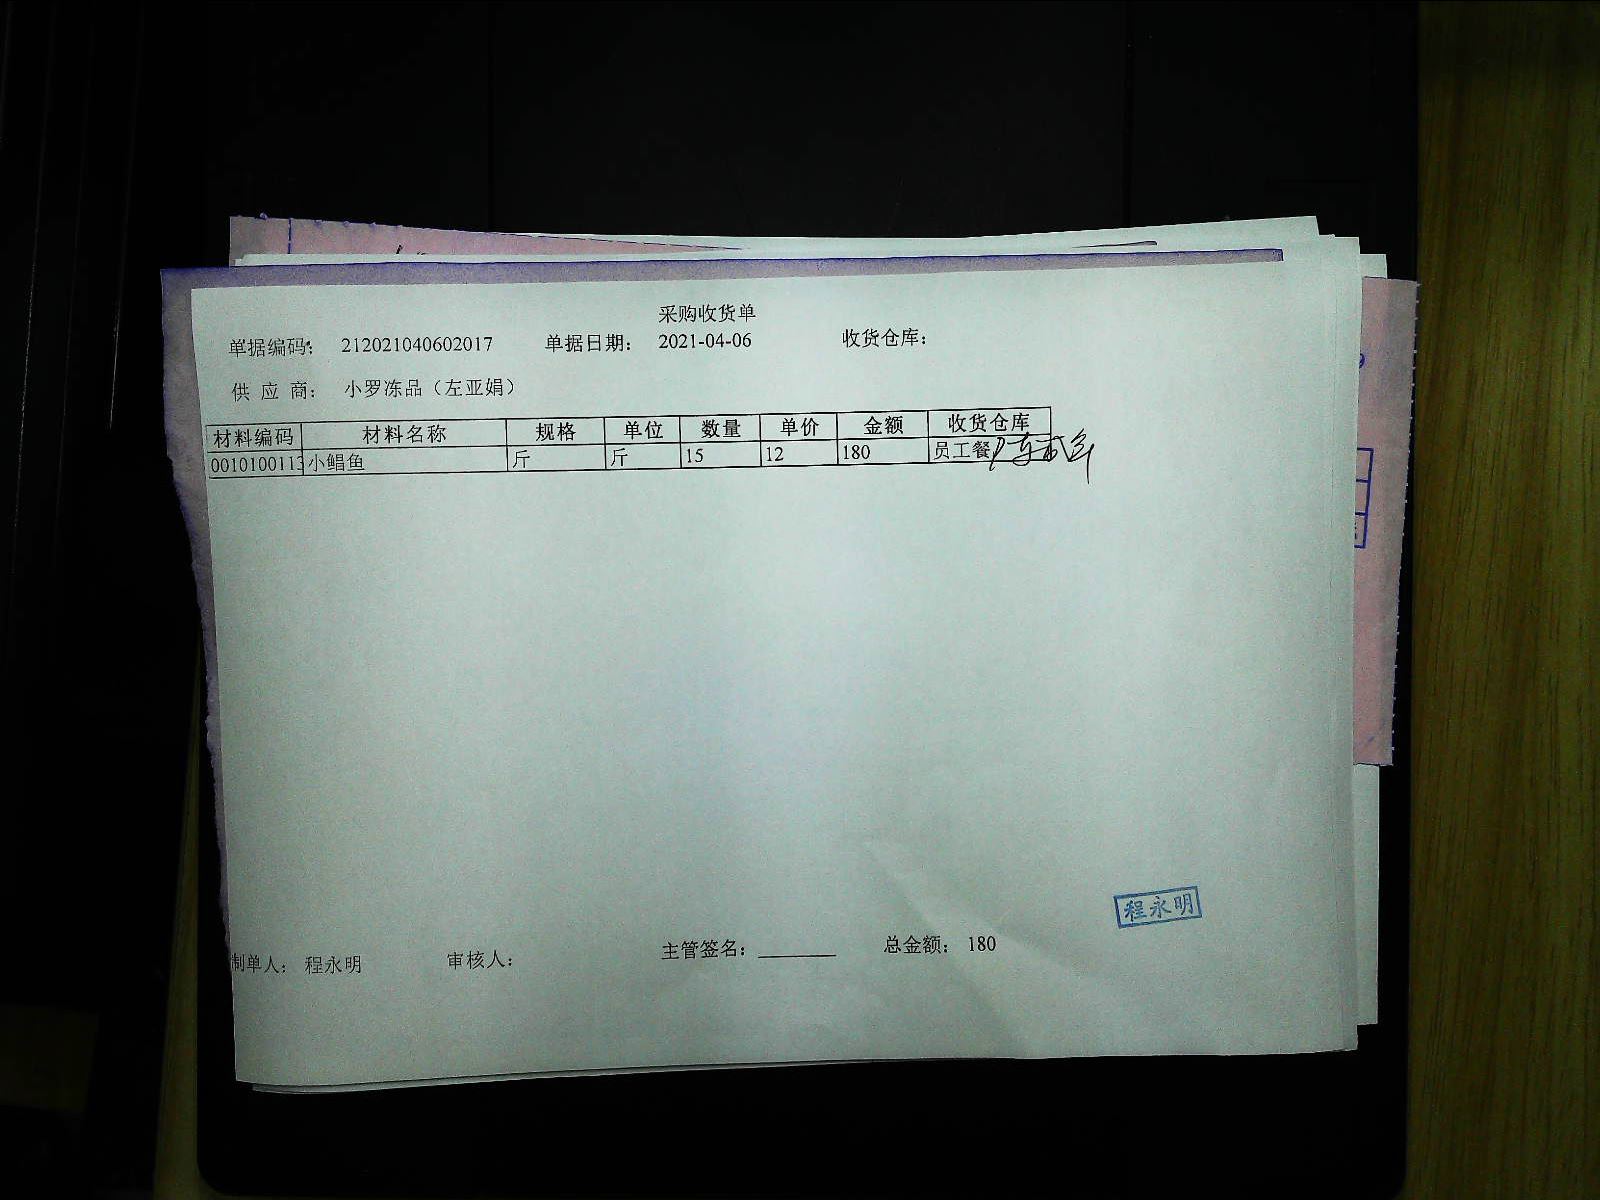 采购收货单
单据编码： 212021040602017 单据日期： 2021-04-06 收货仓库：
供 应 商： 小罗冻品（左亚娟）
材料编码 材料名称 规格 单位 数量 单价 金额 收货仓库
0010100113 小鲳鱼 斤 斤 15 12 180 员工餐
程永明
制单人： 程永明 审核人： 主管签名：________ 总金额： 180